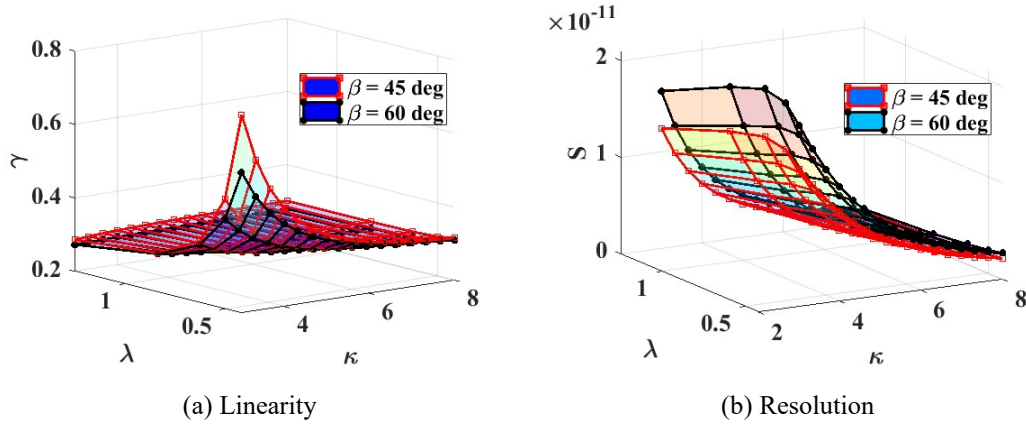 0.8
0.6
0.4
0.2
γ
β = 45 deg
β = 60 deg
1
0.5
λ
4
6
8
κ
(a) Linearity
×10⁻¹¹
2
1
0
S
β = 45 deg
β = 60 deg
1
0.5
λ
2
4
6
8
κ
(b) Resolution